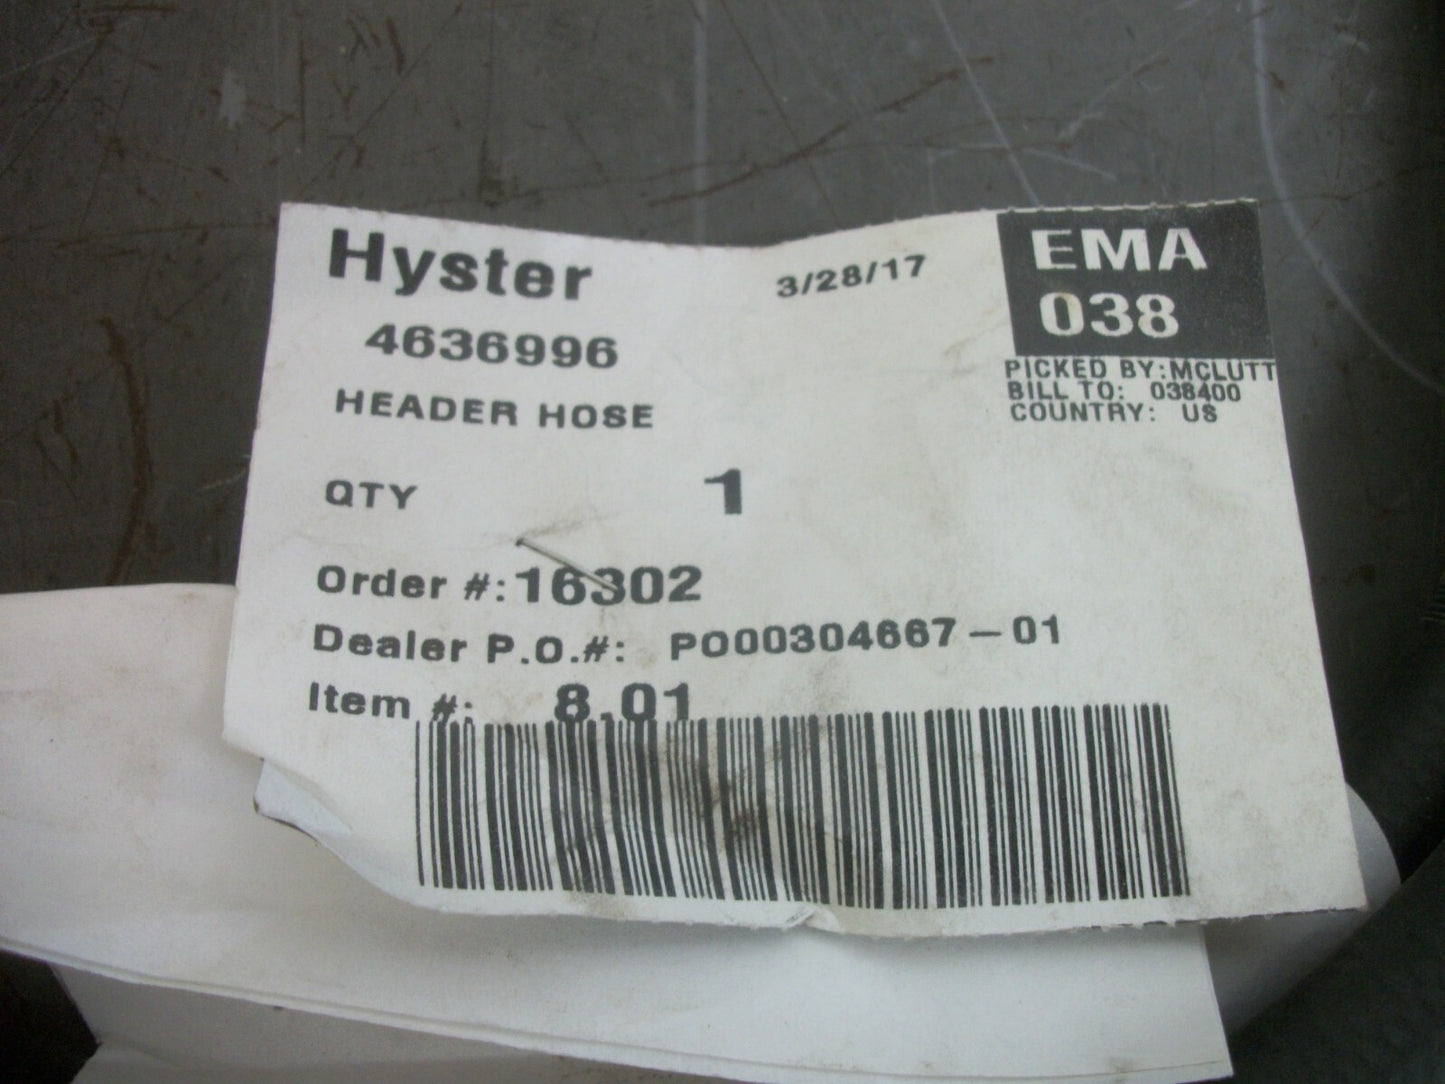 Hyster
3/28/17
EMA
038
4636996
PICKED BY:MCLUTT
BILL TO: 038400
COUNTRY: US
HEADER HOSE
QTY 1
Order #:16302
Dealer P.O.#: PO00304667-01
Item #: 8.01